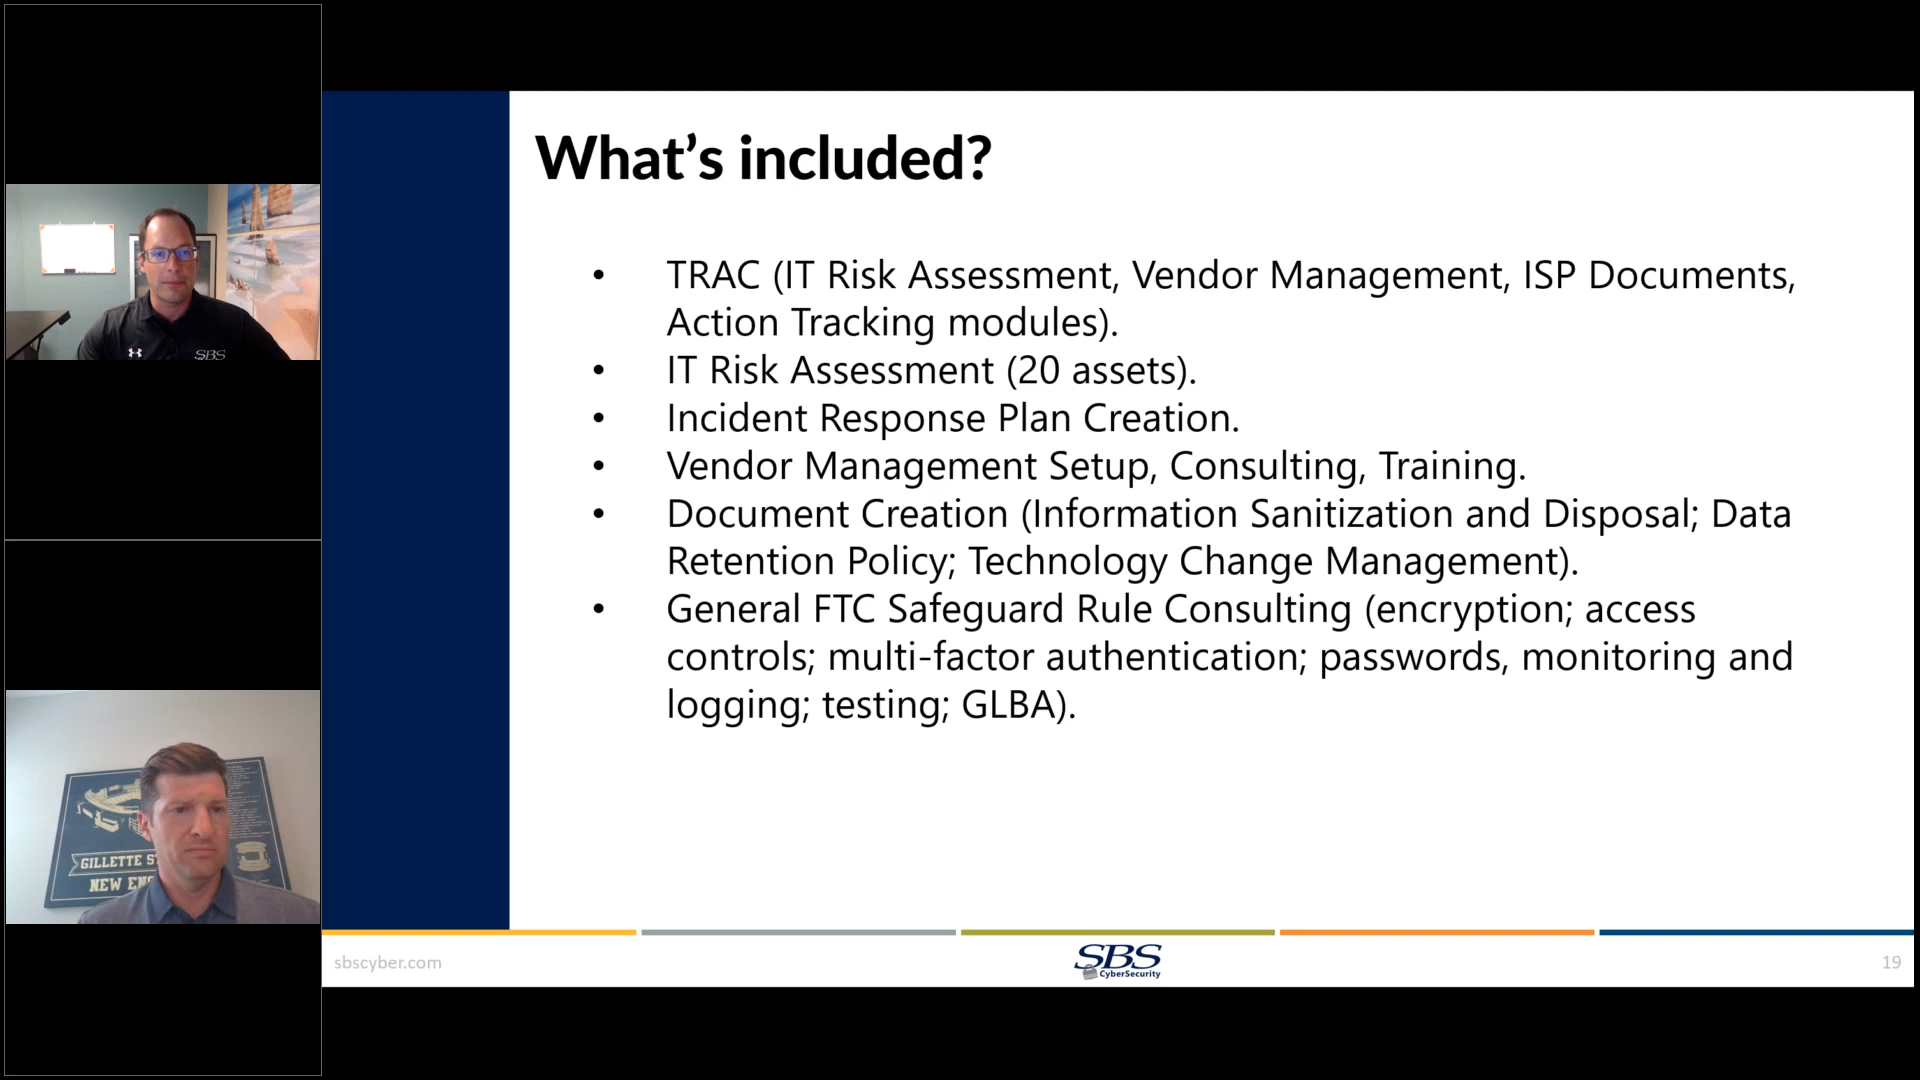 What's included?
• TRAC (IT Risk Assessment, Vendor Management, ISP Documents,
Action Tracking modules).
• IT Risk Assessment (20 assets).
• Incident Response Plan Creation.
• Vendor Management Setup, Consulting, Training.
• Document Creation (Information Sanitization and Disposal; Data
Retention Policy; Technology Change Management).
• General FTC Safeguard Rule Consulting (encryption; access
controls; multi-factor authentication; passwords, monitoring and
logging; testing; GLBA).
sbscyber.com
SBS
CyberSecurity
19
SBS
GILLETTE
NEW